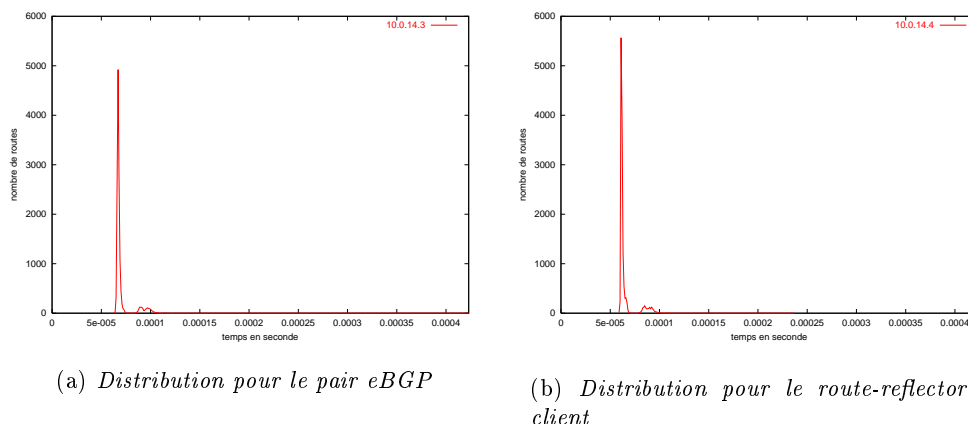 6000
5000
4000
3000
2000
1000
0
nombre de routes
10.0.14.3
0 5e-005 0.0001 0.00015 0.0002 0.00025 0.0003 0.00035 0.0004
temps en seconde
(a) Distribution pour le pair eBGP
6000
5000
4000
3000
2000
1000
0
nombre de routes
10.0.14.4
0 5e-005 0.0001 0.00015 0.0002 0.00025 0.0003 0.00035 0.0004
temps en seconde
(b) Distribution pour le route-reflector
client